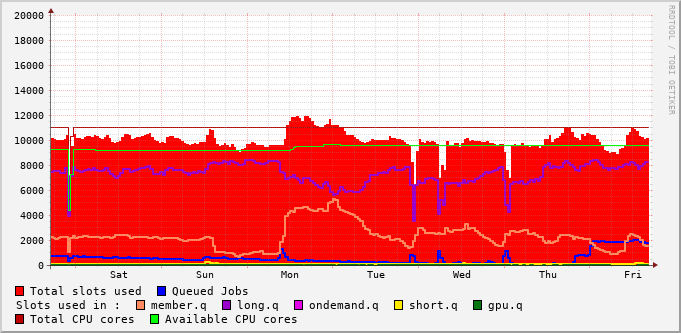 20000
18000
16000
14000
12000
10000
8000
6000
4000
2000
0
Sat Sun Mon Tue Wed Thu Fri
Total slots used Queued Jobs
Slots used in : member.q long.q ondemand.q short.q gpu.q
Total CPU cores Available CPU cores
RRDTOOL / TOBI OETIKER